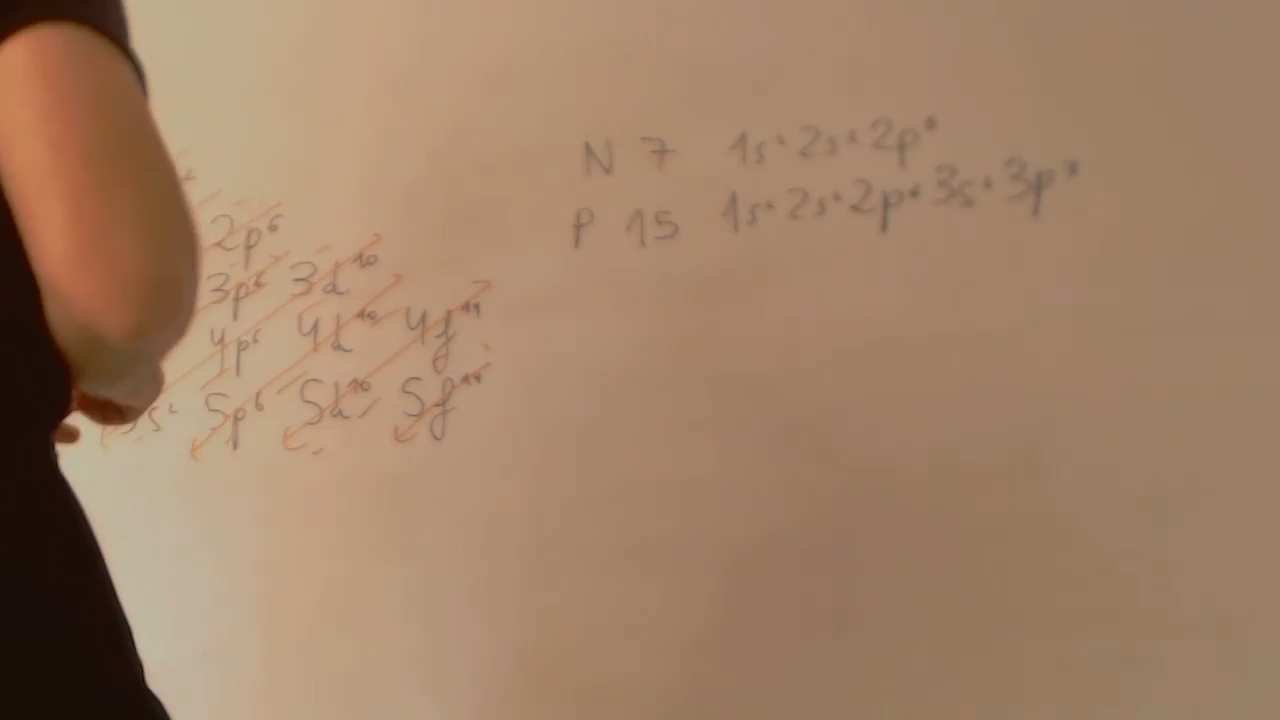 N 7 1s² 2s² 2p
P 15 1s² 2s² 2p⁶ 3s² 3p³
2p⁶
3p⁶ 3d¹⁰
4p⁶ 4d¹⁰ 4f¹⁴
5s² 5p⁶ 5d¹⁰ 5f¹⁴